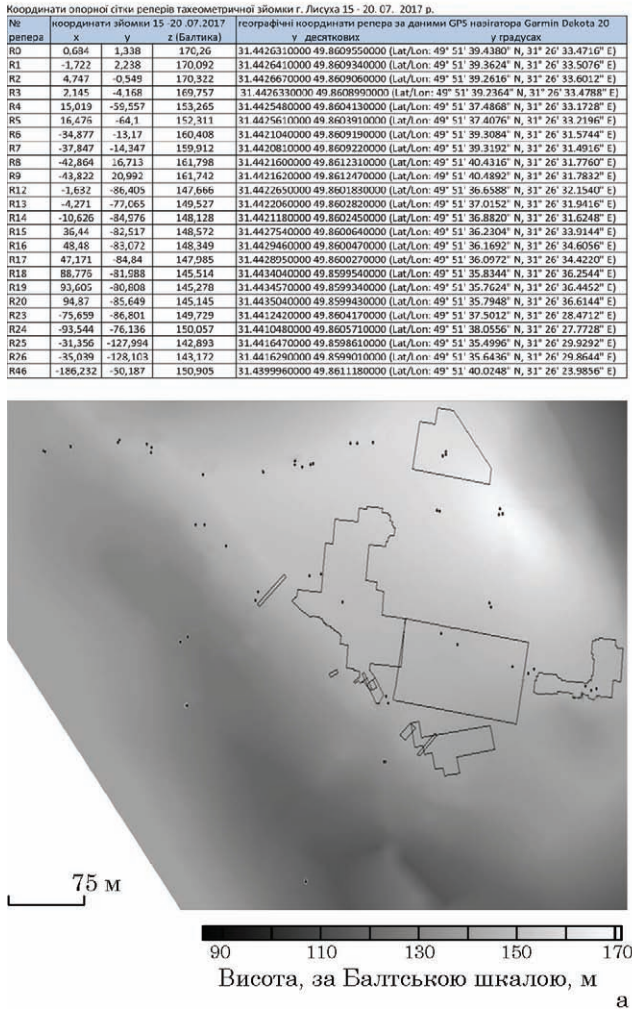 Координати опорної сітки реперів тахеометричної зйомки г. Лисуха 15 - 20. 07. 2017 р.
№ репера координати зйомки 15 -20 .07.2017 географічні координати репера за даними GPS навігатора Garmin Dakota 20
x y z (Балтика) у десяткових у градусах
R0 0,684 1,338 170,26 31.4426310000 49.8609550000 (Lat/Lon: 49° 51' 39.4380" N, 31° 26' 33.4716" E)
R1 -1,722 2,238 170,092 31.4426410000 49.8609340000 (Lat/Lon: 49° 51' 39.3624" N, 31° 26' 33.5076" E)
R2 4,747 -0,549 170,322 31.4426670000 49.8609060000 (Lat/Lon: 49° 51' 39.2616" N, 31° 26' 33.6012" E)
R3 2,145 -4,168 169,757 31.4426330000 49.8608990000 (Lat/Lon: 49° 51' 39.2364" N, 31° 26' 33.4788" E)
R4 15,019 -59,557 153,265 31.4425480000 49.8604130000 (Lat/Lon: 49° 51' 37.4868" N, 31° 26' 33.1728" E)
R5 16,476 -64,1 152,311 31.4425610000 49.8603910000 (Lat/Lon: 49° 51' 37.4076" N, 31° 26' 33.2196" E)
R6 -34,877 -13,17 160,408 31.4421040000 49.8609190000 (Lat/Lon: 49° 51' 39.3084" N, 31° 26' 31.5744" E)
R7 -37,847 -14,347 159,912 31.4420810000 49.8609220000 (Lat/Lon: 49° 51' 39.3192" N, 31° 26' 31.4916" E)
R8 -42,864 16,713 161,798 31.4421600000 49.8612310000 (Lat/Lon: 49° 51' 40.4316" N, 31° 26' 31.7760" E)
R9 -43,822 20,992 161,742 31.4421620000 49.8612470000 (Lat/Lon: 49° 51' 40.4892" N, 31° 26' 31.7832" E)
R12 -1,632 -86,405 147,666 31.4422650000 49.8601830000 (Lat/Lon: 49° 51' 36.6588" N, 31° 26' 32.1540" E)
R13 -4,271 -77,065 149,527 31.4422060000 49.8602820000 (Lat/Lon: 49° 51' 37.0152" N, 31° 26' 31.9416" E)
R14 -10,626 -84,976 148,128 31.4421180000 49.8602450000 (Lat/Lon: 49° 51' 36.8820" N, 31° 26' 31.6248" E)
R15 36,44 -82,517 148,572 31.4427540000 49.8600640000 (Lat/Lon: 49° 51' 36.2304" N, 31° 26' 33.9144" E)
R16 48,48 -83,072 148,349 31.4429460000 49.8600470000 (Lat/Lon: 49° 51' 36.1692" N, 31° 26' 34.6056" E)
R17 47,171 -84,84 147,985 31.4428950000 49.8600270000 (Lat/Lon: 49° 51' 36.0972" N, 31° 26' 34.4220" E)
R18 88,776 -81,988 145,514 31.4434040000 49.8599540000 (Lat/Lon: 49° 51' 35.8344" N, 31° 26' 36.2544" E)
R19 93,605 -80,808 145,278 31.4434570000 49.8599340000 (Lat/Lon: 49° 51' 35.7624" N, 31° 26' 36.4452" E)
R20 94,87 -85,649 145,145 31.4435040000 49.8599430000 (Lat/Lon: 49° 51' 35.7948" N, 31° 26' 36.6144" E)
R23 -75,659 -86,801 149,729 31.4412420000 49.8604170000 (Lat/Lon: 49° 51' 37.5012" N, 31° 26' 28.4712" E)
R24 -93,544 -76,136 150,057 31.4410480000 49.8605710000 (Lat/Lon: 49° 51' 38.0556" N, 31° 26' 27.7728" E)
R25 -31,356 -127,994 142,893 31.4416470000 49.8598610000 (Lat/Lon: 49° 51' 35.4996" N, 31° 26' 29.9292" E)
R26 -35,039 -128,103 143,172 31.4416290000 49.8599010000 (Lat/Lon: 49° 51' 35.6436" N, 31° 26' 29.8644" E)
R46 -186,232 -50,187 150,905 31.4399960000 49.8611180000 (Lat/Lon: 49° 51' 40.0248" N, 31° 26' 23.9856" E)
75 м
90 110 130 150 170
Висота, за Балтською шкалою, м
а